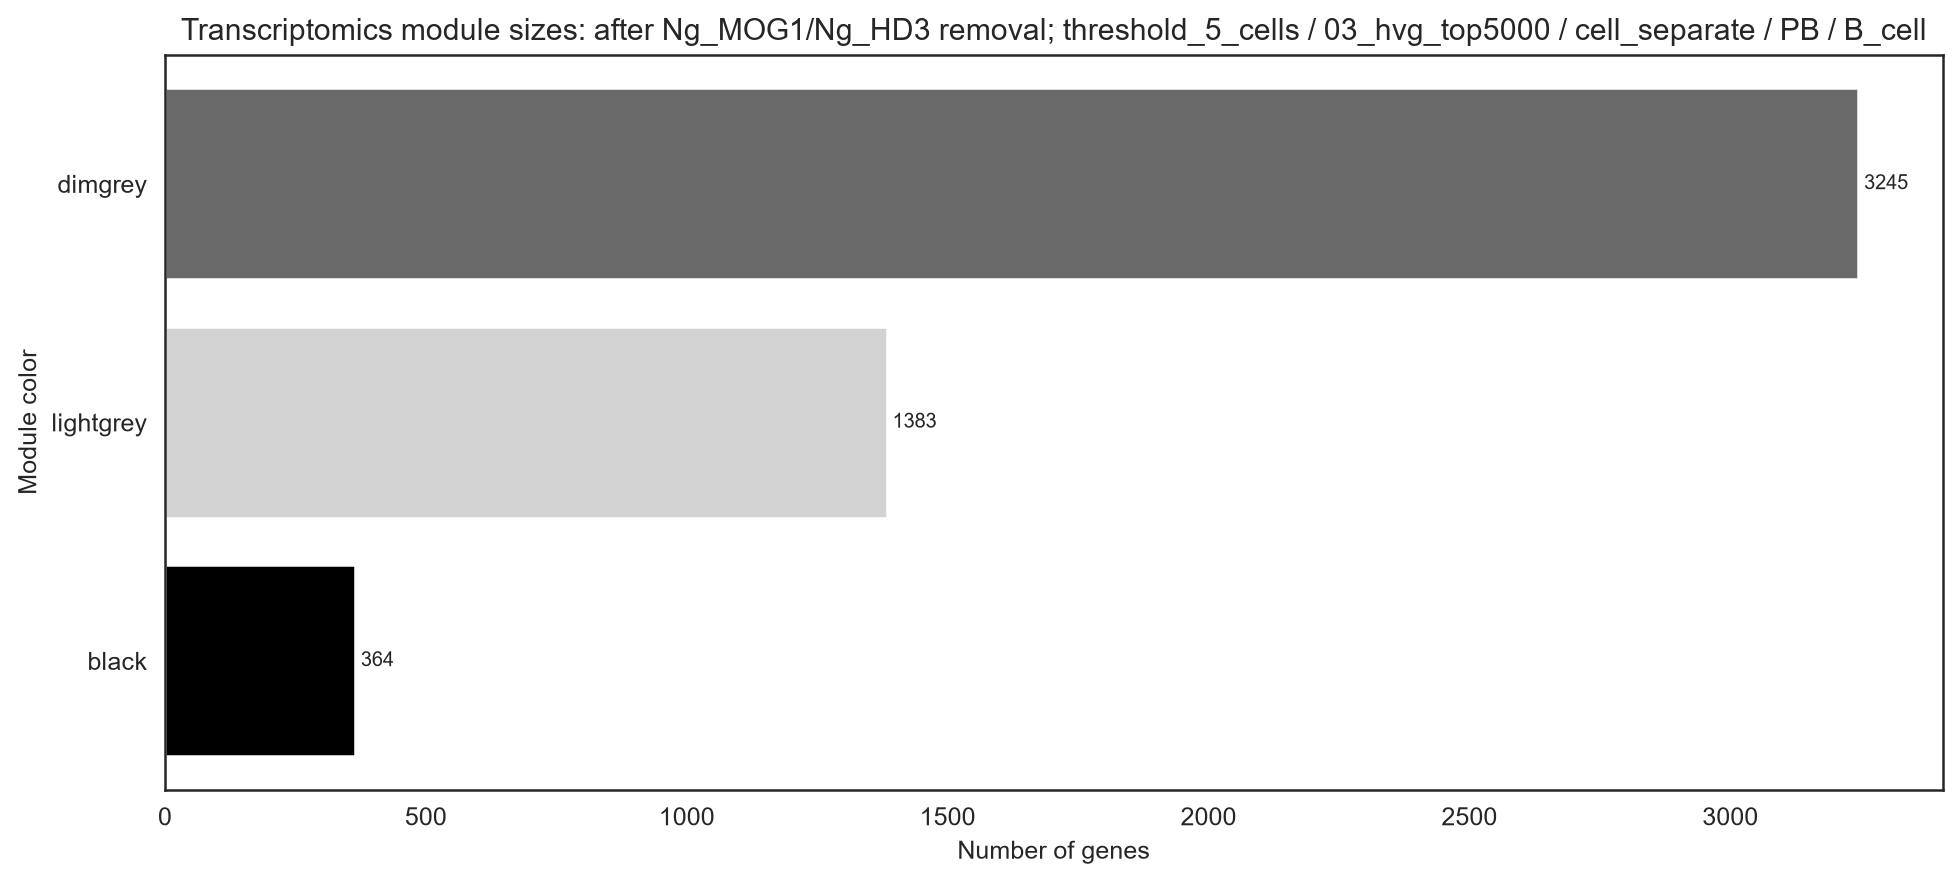 Transcriptomics module sizes: after Ng_MOG1/Ng_HD3 removal; threshold_5_cells / 03_hvg_top5000 / cell_separate / PB / B_cell
Module color
dimgrey
3245
lightgrey
1383
black
364
0 500 1000 1500 2000 2500 3000
Number of genes